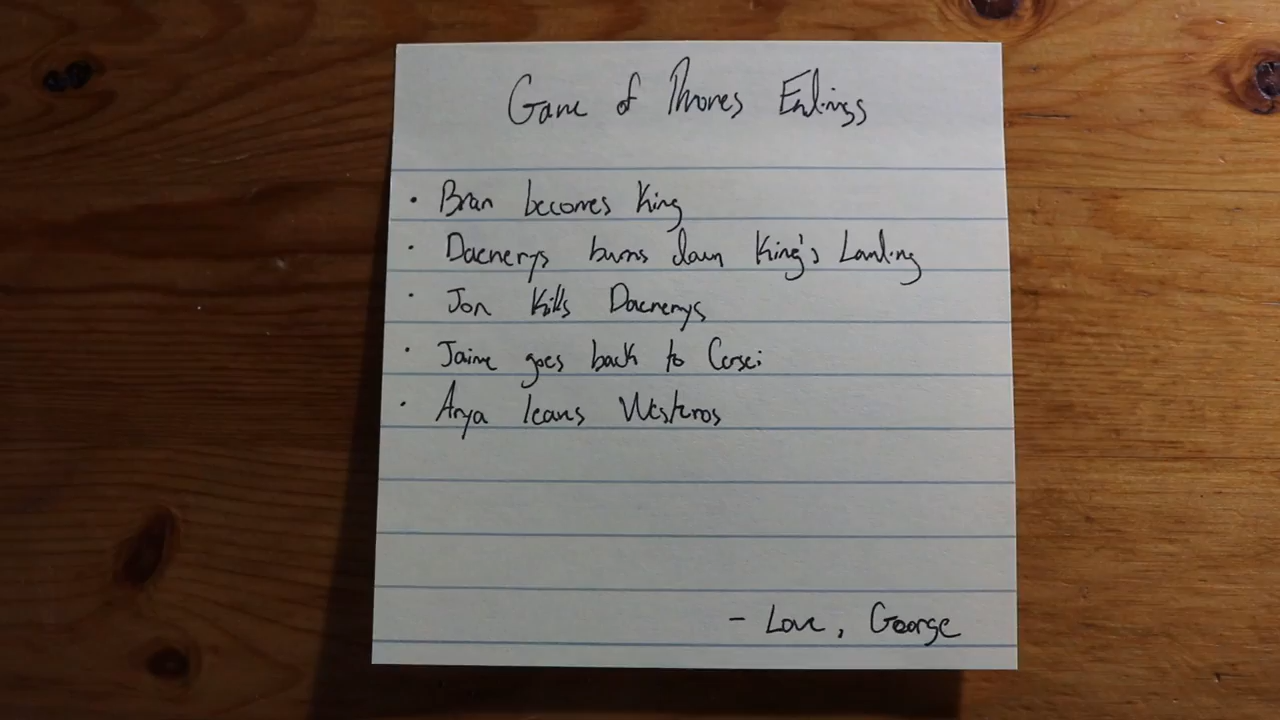 Game of Thrones Endings
• Bran becomes King
• Daenerys burns down King's Landing
• Jon Kills Daenerys
• Jaime goes back to Cersei
• Arya leaves Westeros
- Love, George